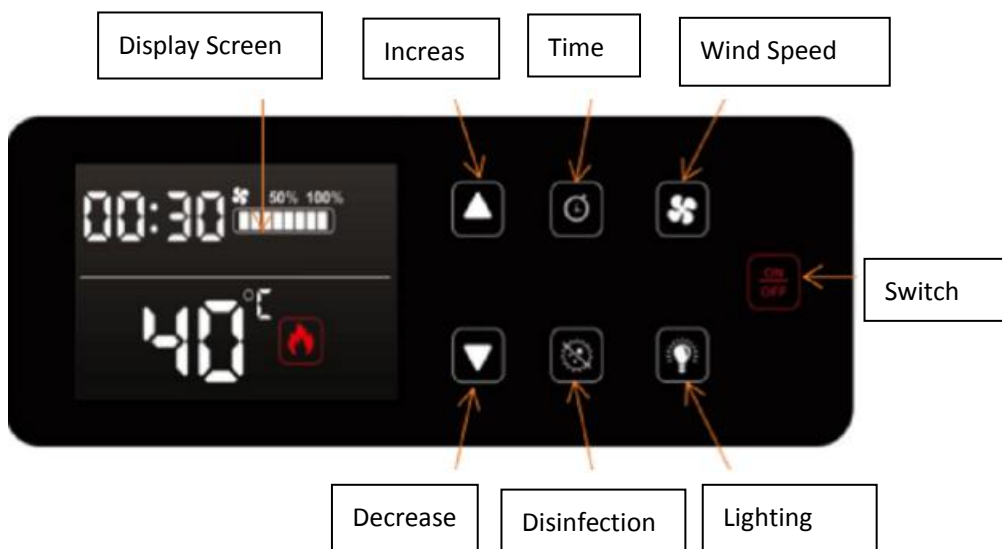 Display Screen
Increas
Time
Wind Speed
00:30
50% 100%
ON
OFF
Switch
40°C
Decrease
Disinfection
Lighting